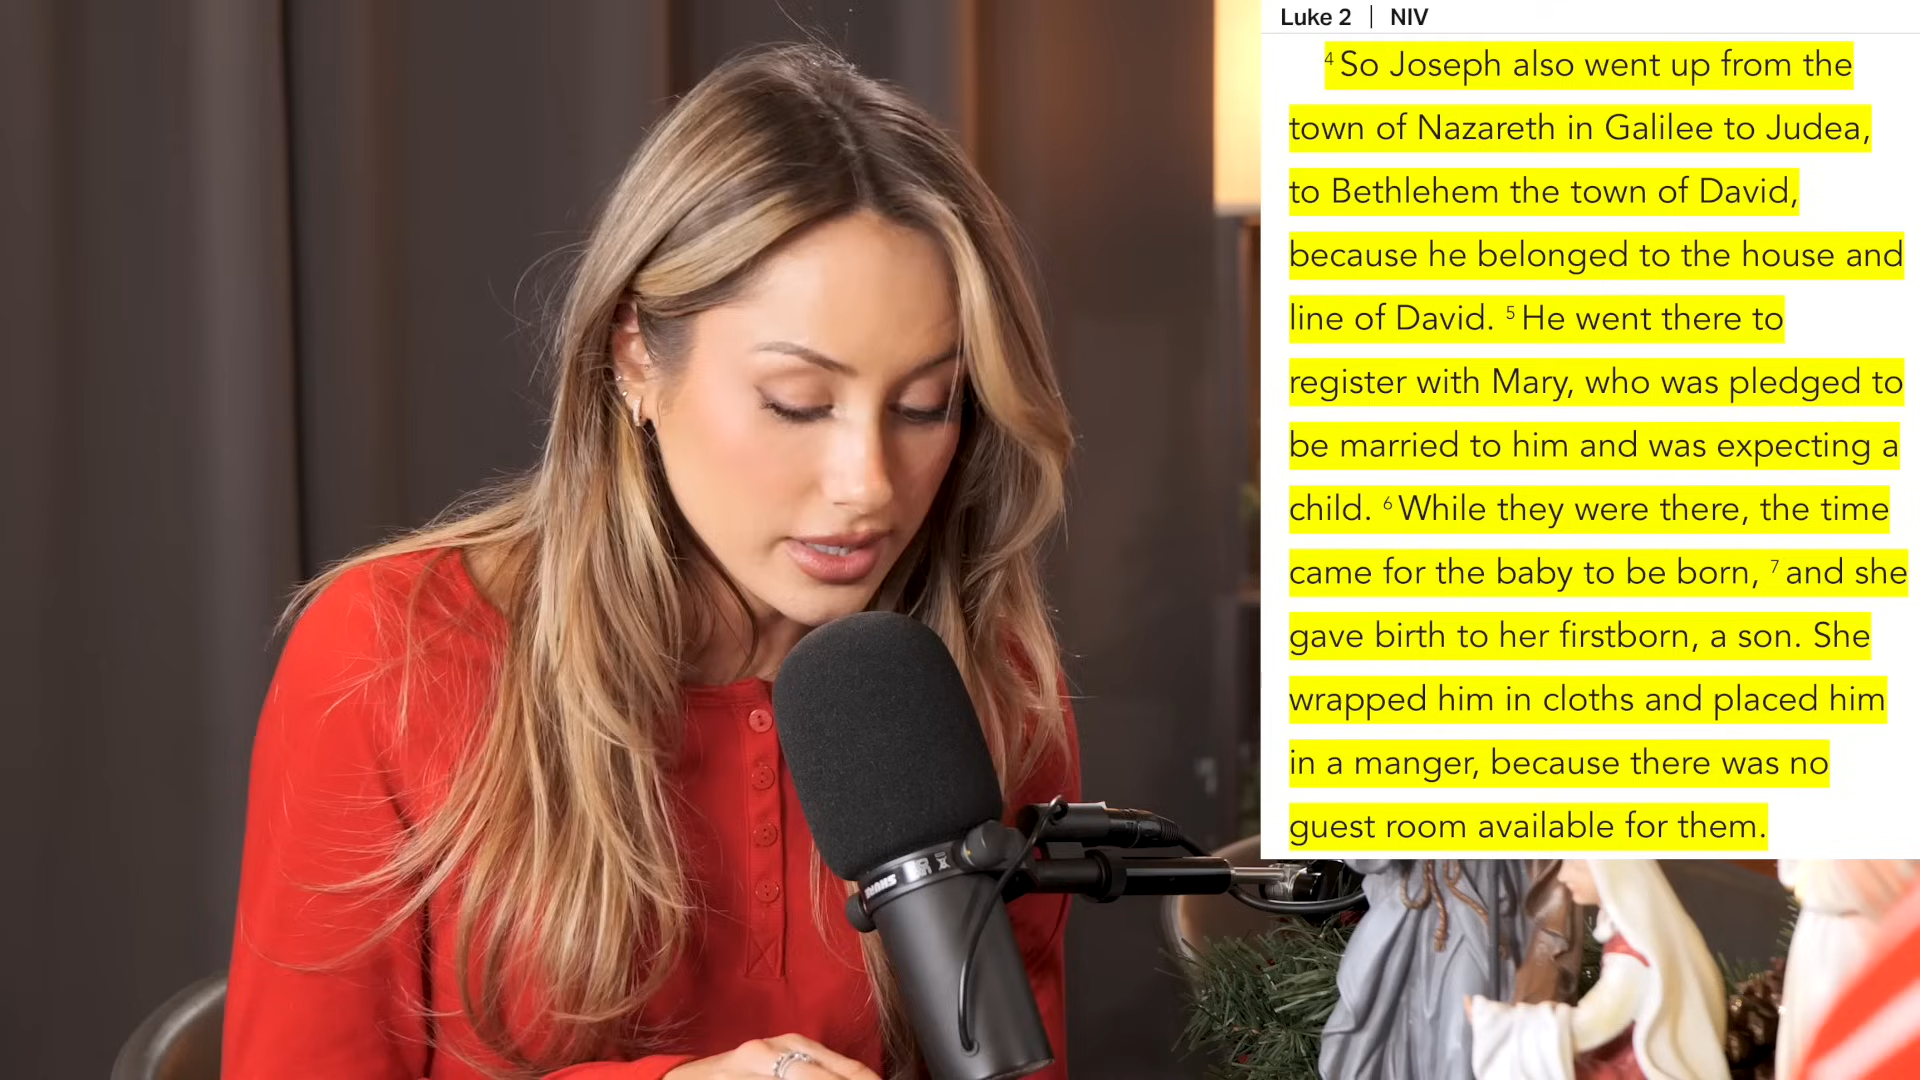 Luke 2 | NIV
4 So Joseph also went up from the
town of Nazareth in Galilee to Judea,
to Bethlehem the town of David,
because he belonged to the house and
line of David. 5 He went there to
register with Mary, who was pledged to
be married to him and was expecting a
child. 6 While they were there, the time
came for the baby to be born, 7 and she
gave birth to her firstborn, a son. She
wrapped him in cloths and placed him
in a manger, because there was no
guest room available for them.
SHURE